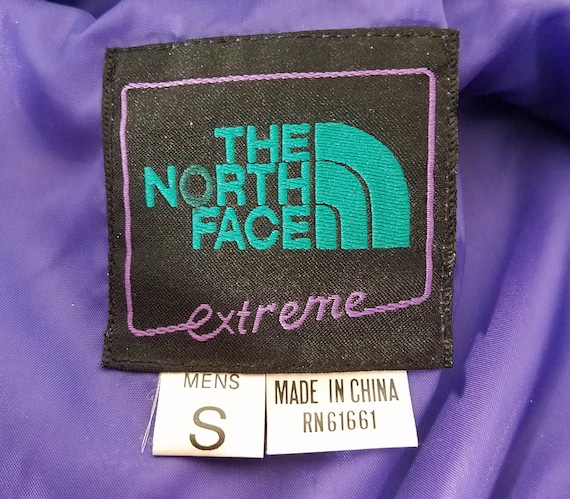 THE
NORTH
FACE
extreme
MENS
S
MADE IN CHINA
RN61661